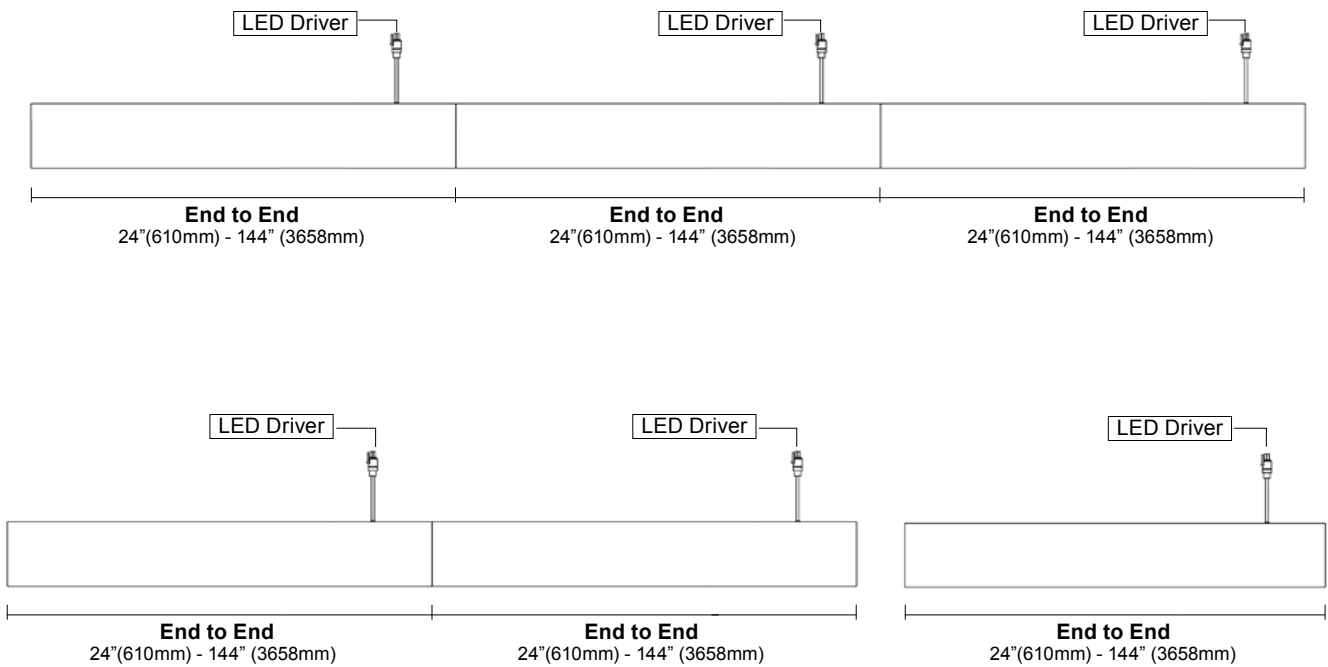 LED Driver
LED Driver
LED Driver
End to End
24”(610mm) - 144” (3658mm)
End to End
24”(610mm) - 144” (3658mm)
End to End
24”(610mm) - 144” (3658mm)
LED Driver
LED Driver
LED Driver
End to End
24”(610mm) - 144” (3658mm)
End to End
24”(610mm) - 144” (3658mm)
End to End
24”(610mm) - 144” (3658mm)